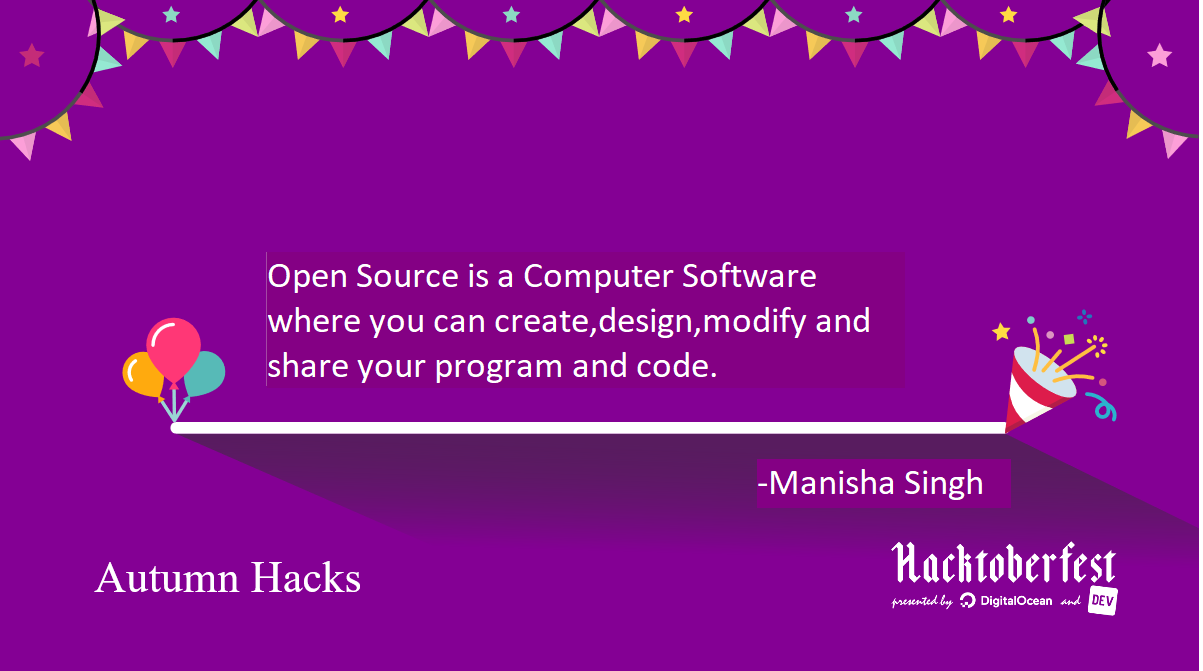 Open Source is a Computer Software
where you can create,design,modify and
share your program and code.
-Manisha Singh
Autumn Hacks
Hacktoberfest
presented by DigitalOcean and DEV